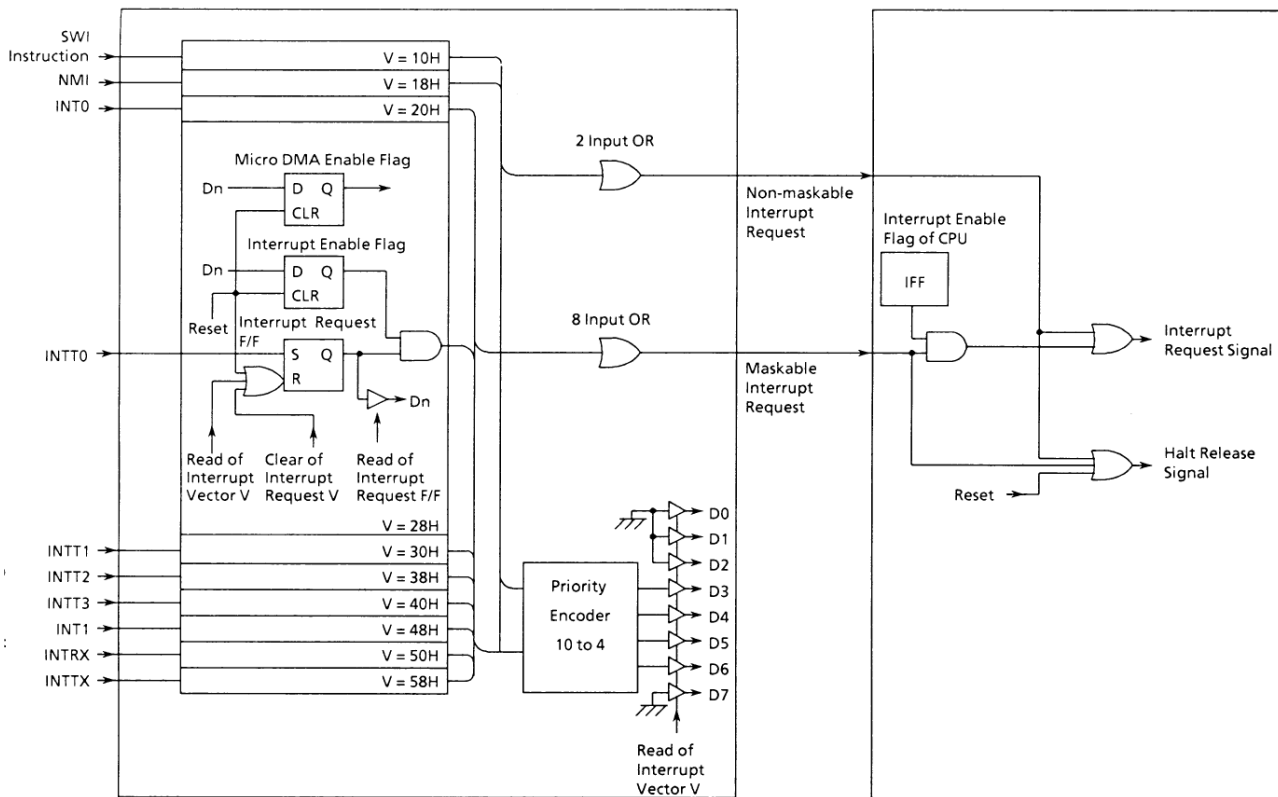 SWI
Instruction
NMI
INT0
V = 10H
V = 18H
V = 20H
Micro DMA Enable Flag
Dn
D Q
CLR
Interrupt Enable Flag
Dn
D Q
CLR
Reset
Interrupt Request
F/F
INTT0
S Q
R
Dn
Read of
Interrupt
Vector V
Clear of
Interrupt
Request V
Read of
Interrupt
Request F/F
V = 28H
INTT1
V = 30H
INTT2
V = 38H
INTT3
V = 40H
INT1
V = 48H
INTRX
V = 50H
INTTX
V = 58H
2 Input OR
8 Input OR
Priority
Encoder
10 to 4
D0
D1
D2
D3
D4
D5
D6
D7
Read of
Interrupt
Vector V
Non-maskable
Interrupt
Request
Maskable
Interrupt
Request
Interrupt Enable
Flag of CPU
IFF
Interrupt
Request Signal
Halt Release
Signal
Reset